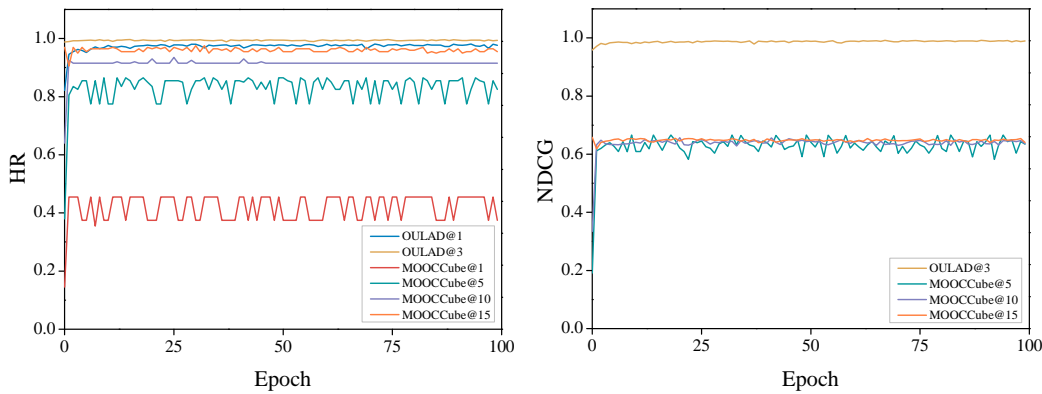 1.0
0.8
0.6
0.4
0.2
0.0
HR
0
25
50
75
100
Epoch
OULAD@1
OULAD@3
MOOCCube@1
MOOCCube@5
MOOCCube@10
MOOCCube@15
1.0
0.8
0.6
0.4
0.2
0.0
NDCG
0
25
50
75
100
Epoch
OULAD@3
MOOCCube@5
MOOCCube@10
MOOCCube@15